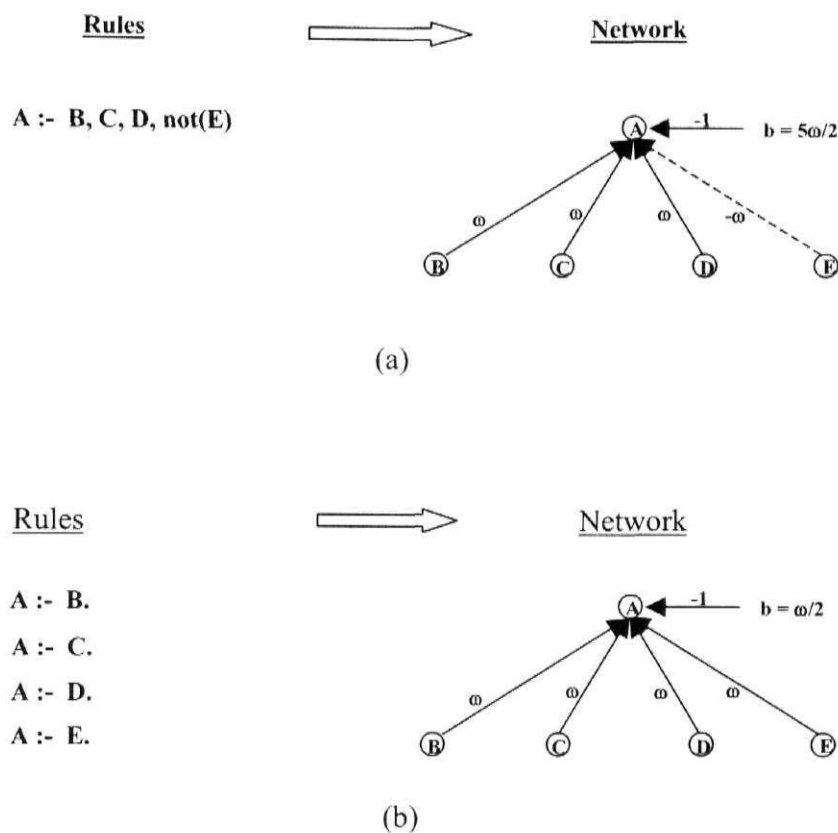 Rules Network
A :- B, C, D, not(E)
A -1 b = 5ω/2
ω ω ω -ω
B C D E
(a)
Rules Network
A :- B.
A :- C.
A :- D.
A :- E.
A -1 b = ω/2
ω ω ω ω
B C D E
(b)